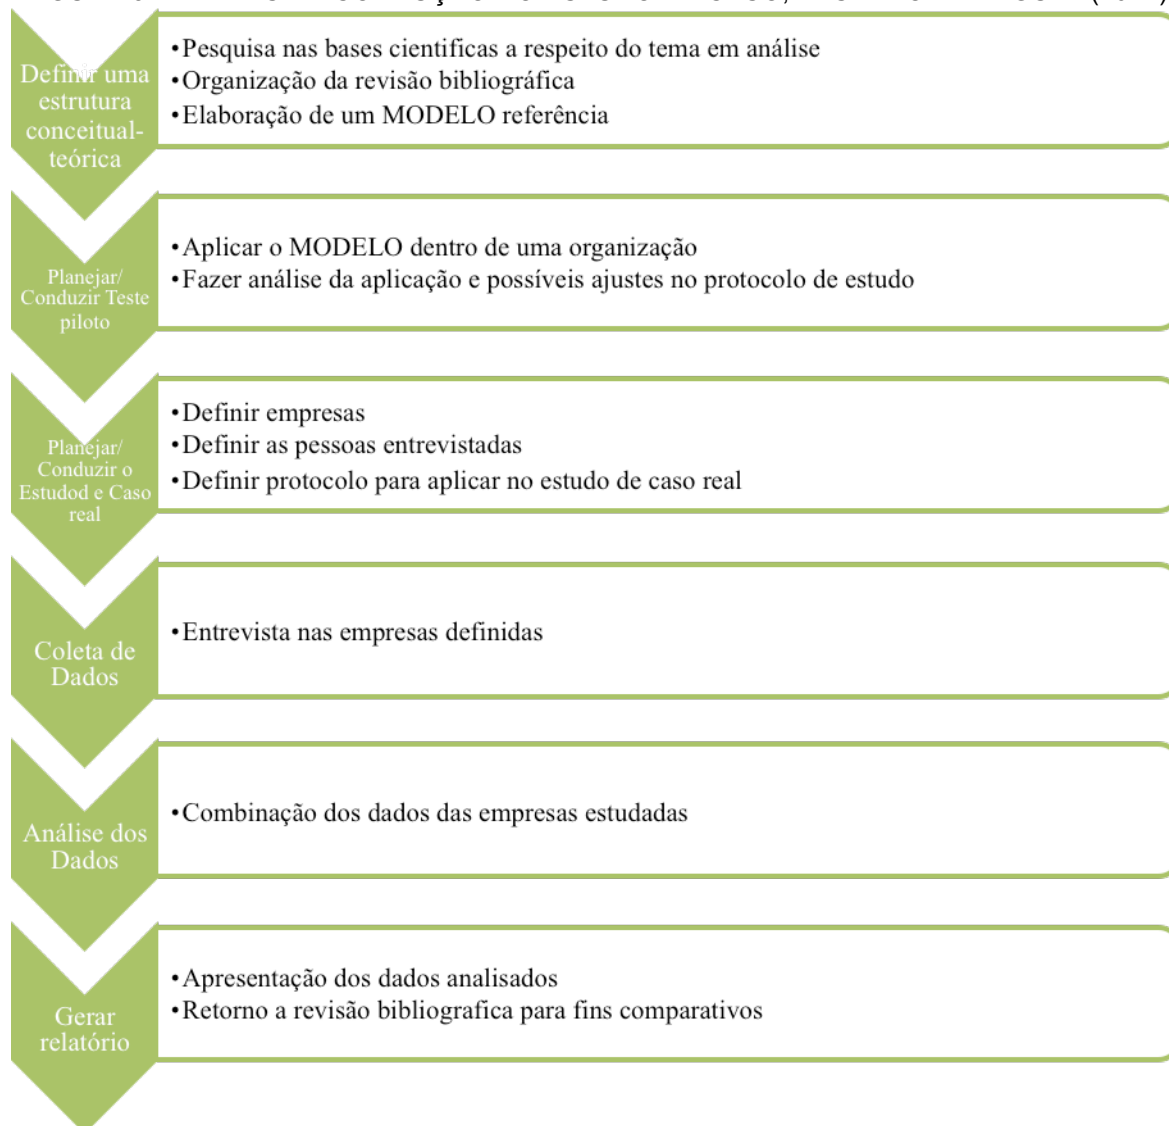 Definir uma
estrutura
conceitual-
teórica
•Pesquisa nas bases cientificas a respeito do tema em análise
•Organização da revisão bibliográfica
•Elaboração de um MODELO referência
Planejar/
Conduzir Teste
piloto
•Aplicar o MODELO dentro de uma organização
•Fazer análise da aplicação e possíveis ajustes no protocolo de estudo
Planejar/
Conduzir o
Estudod e Caso
real
•Definir empresas
•Definir as pessoas entrevistadas
•Definir protocolo para aplicar no estudo de caso real
Coleta de
Dados
•Entrevista nas empresas definidas
Análise dos
Dados
•Combinação dos dados das empresas estudadas
Gerar
relatório
•Apresentação dos dados analisados
•Retorno a revisão bibliografica para fins comparativos